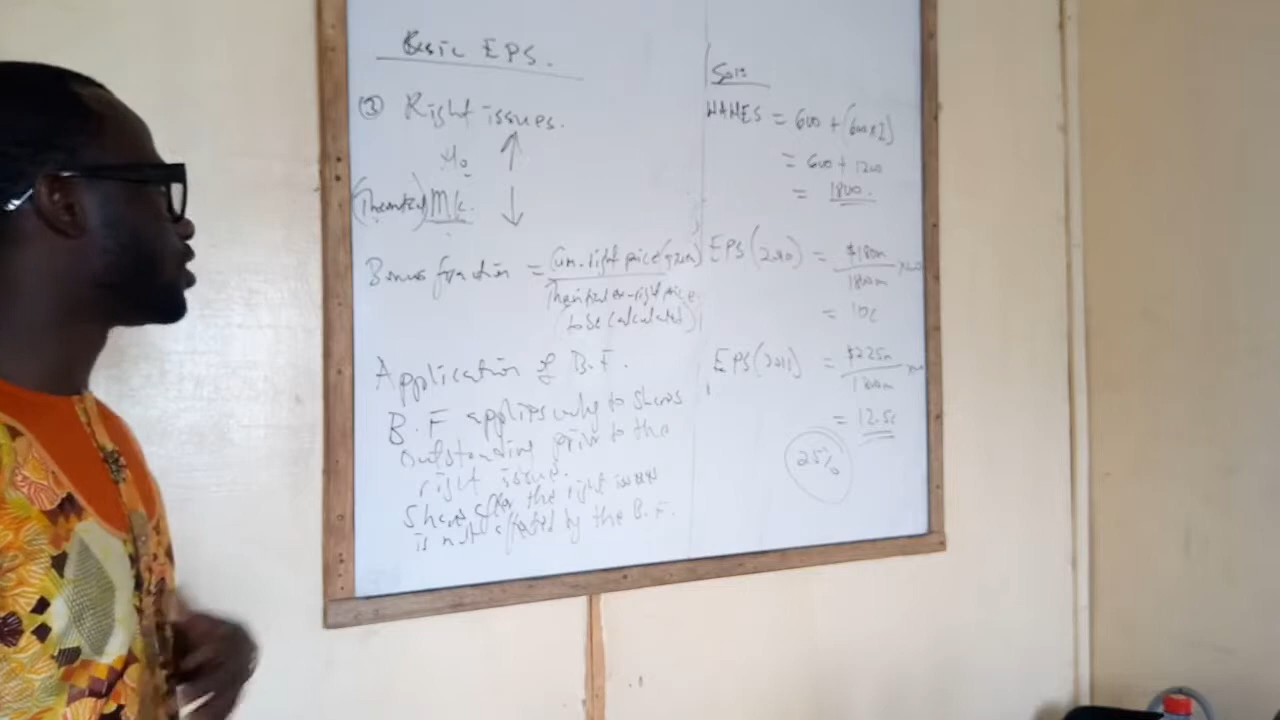 Basic EPS.
③ Right issues.
(Theoretical) M/c.
Bonus fraction = Cum-right price (given)
Theoretical ex-right price
(to be calculated)
Application of B.F.
B.F applies only to shares
outstanding prior to the
right issue.
Shares after the right issues
is not affected by the B.F.
Soln
WANES = 600 + (600 x 2)
= 600 + 1200
= 1800.
EPS (2010) = $180m
1800m
= 10c
EPS (2011) = $225m
1800m
= 12.5c
25%